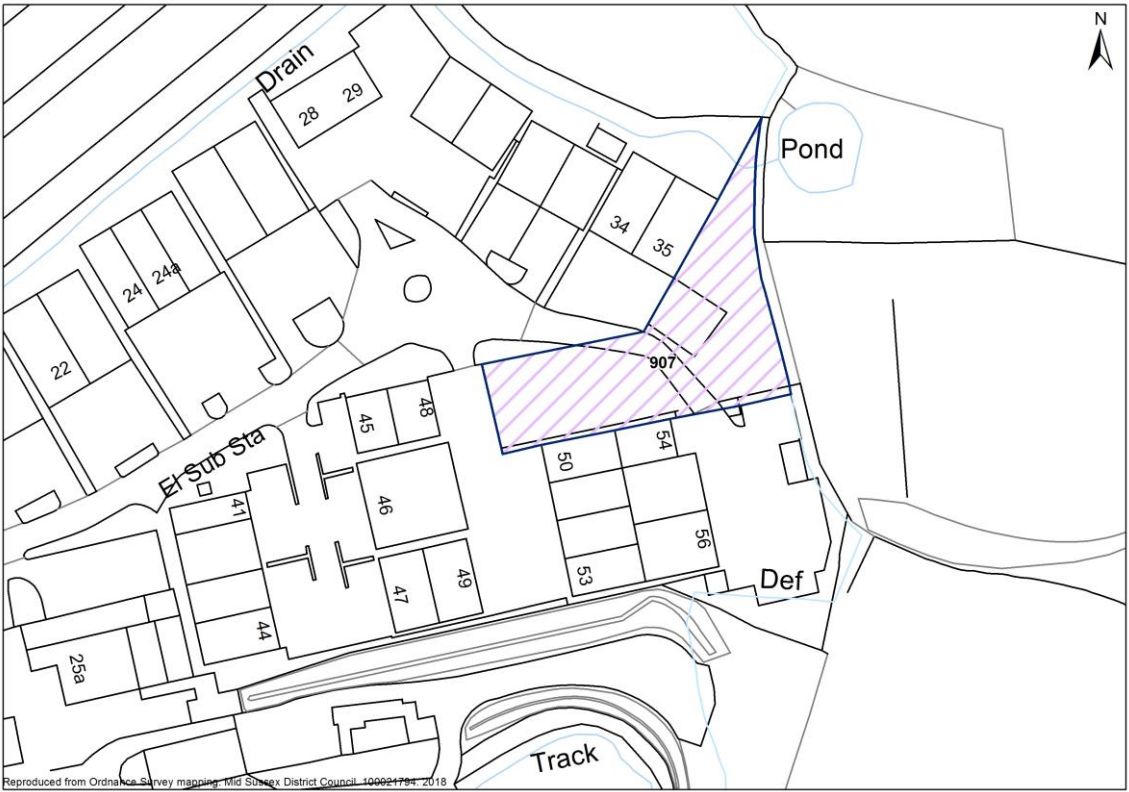 N
Drain
28
29
Pond
34
35
24
24a
22
907
48
45
El Sub Sta
54
50
41
46
56
53
49
47
Def
44
25a
Track
Reproduced from Ordnance Survey mapping. Mid Sussex District Council. 100021794. 2018